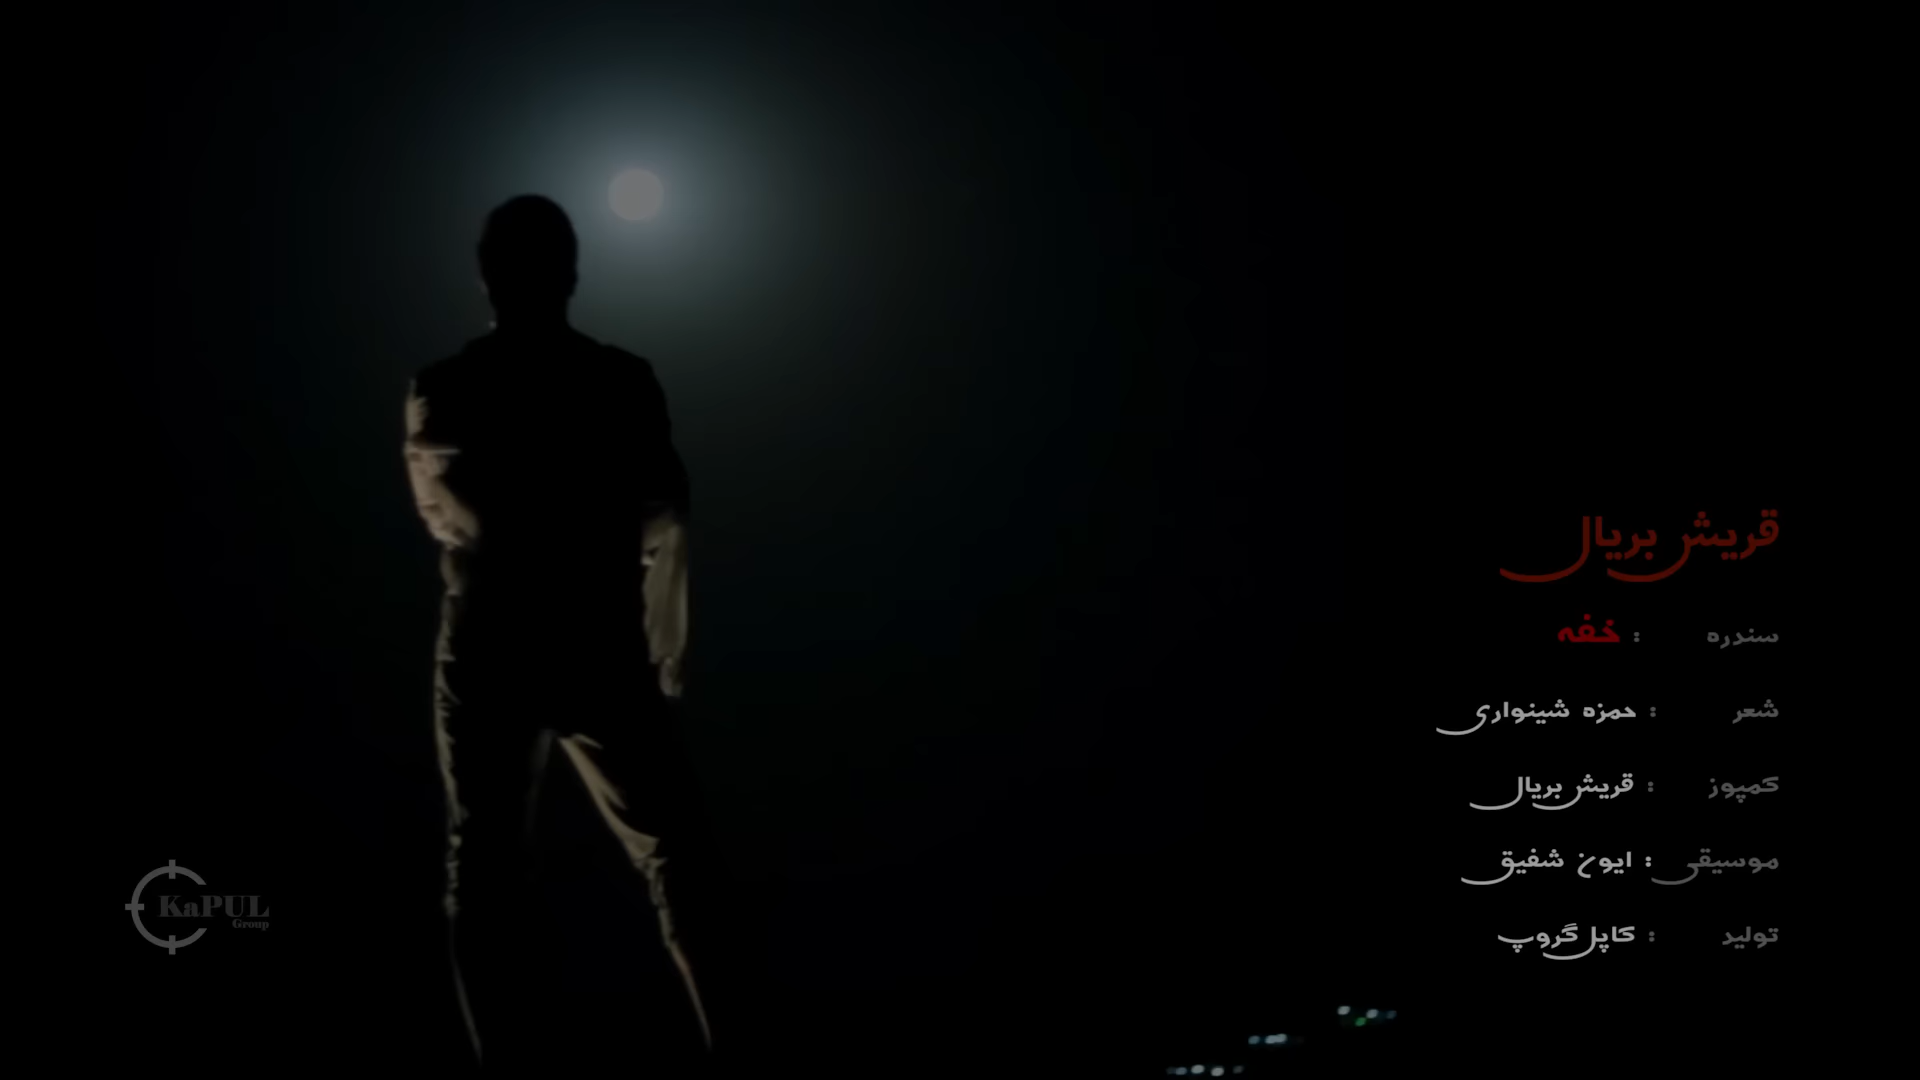 قریش بریال
سندره : خفه
شعر : حمزه شینواری
کمپوز : قریش بریال
موسیقی : ایون شفیق
تولید : کاپل گروپ
KaPUL
Group